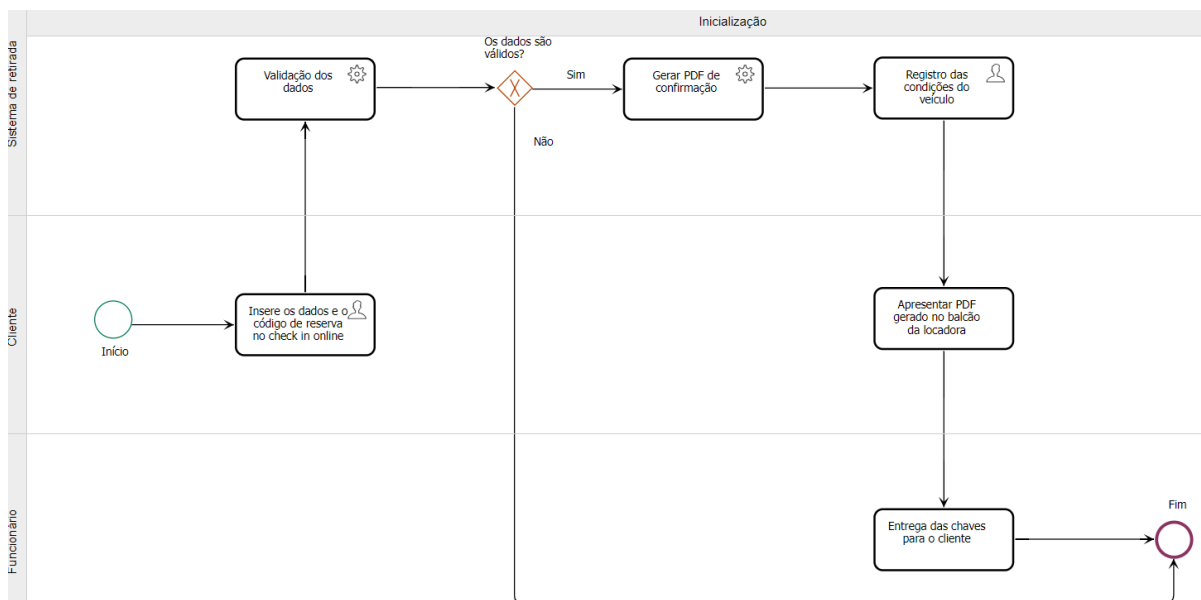 Inicialização
Sistema de retirada
Os dados são
válidos?
Validação dos
dados
Sim
Gerar PDF de
confirmação
Registro das
condições do
veículo
Não
Cliente
Início
Insere os dados e o
código de reserva
no check in online
Apresentar PDF
gerado no balcão
da locadora
Funcionário
Entrega das chaves
para o cliente
Fim